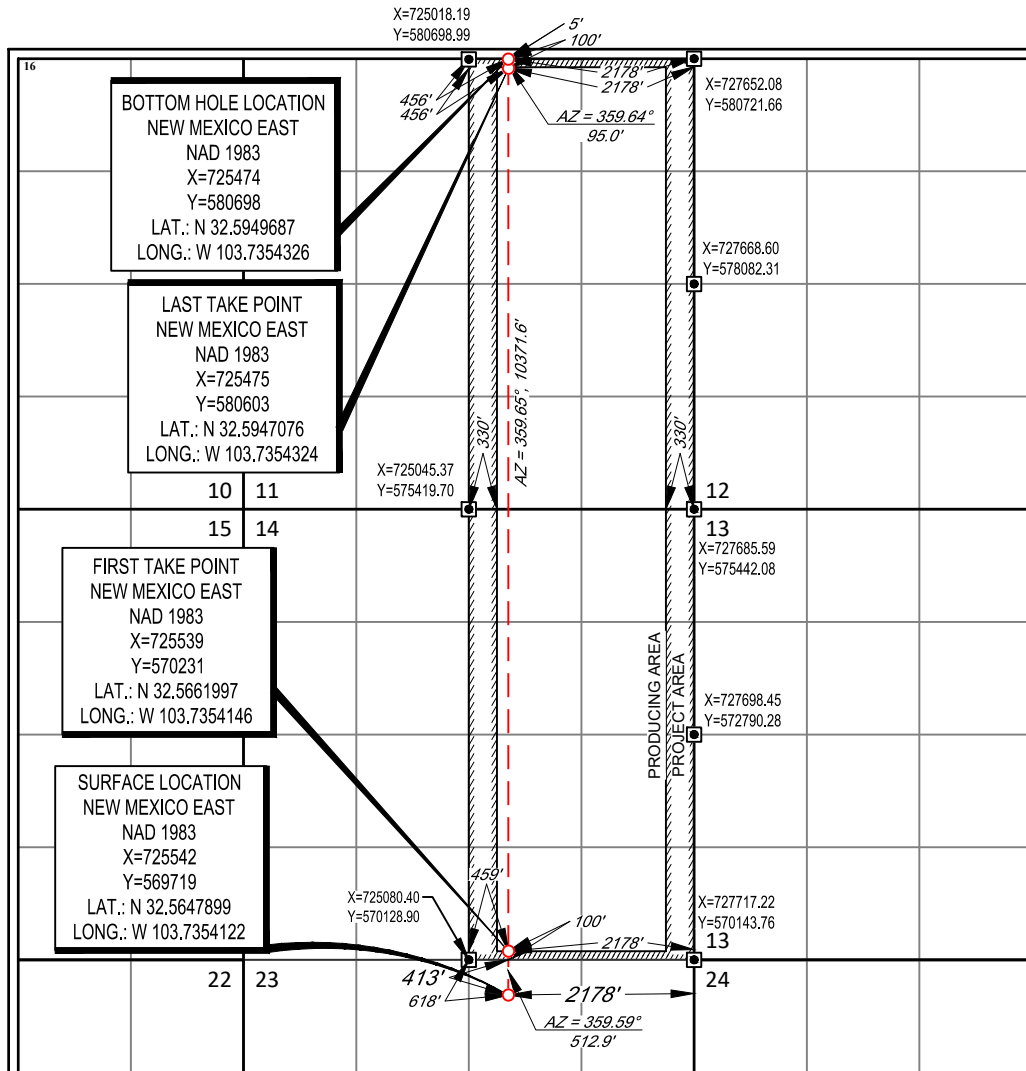 X=725018.19
Y=580698.99
5'
100'
16
2178'
2178'
X=727652.08
Y=580721.66
456'
456'
AZ = 359.64°
95.0'
BOTTOM HOLE LOCATION
NEW MEXICO EAST
NAD 1983
X=725474
Y=580698
LAT.: N 32.5949687
LONG.: W 103.7354326
X=727668.60
Y=578082.31
LAST TAKE POINT
NEW MEXICO EAST
NAD 1983
X=725475
Y=580603
LAT.: N 32.5947076
LONG.: W 103.7354324
AZ = 359.65°, 10371.6'
330'
330'
X=725045.37
Y=575419.70
10 11
12
15 14
13
X=727685.59
Y=575442.08
FIRST TAKE POINT
NEW MEXICO EAST
NAD 1983
X=725539
Y=570231
LAT.: N 32.5661997
LONG.: W 103.7354146
PRODUCING AREA
PROJECT AREA
X=727698.45
Y=572790.28
SURFACE LOCATION
NEW MEXICO EAST
NAD 1983
X=725542
Y=569719
LAT.: N 32.5647899
LONG.: W 103.7354122
459'
X=725080.40
Y=570128.90
100'
2178'
X=727717.22
Y=570143.76
13
22 23
24
413'
618'
2178'
AZ = 359.59°
512.9'